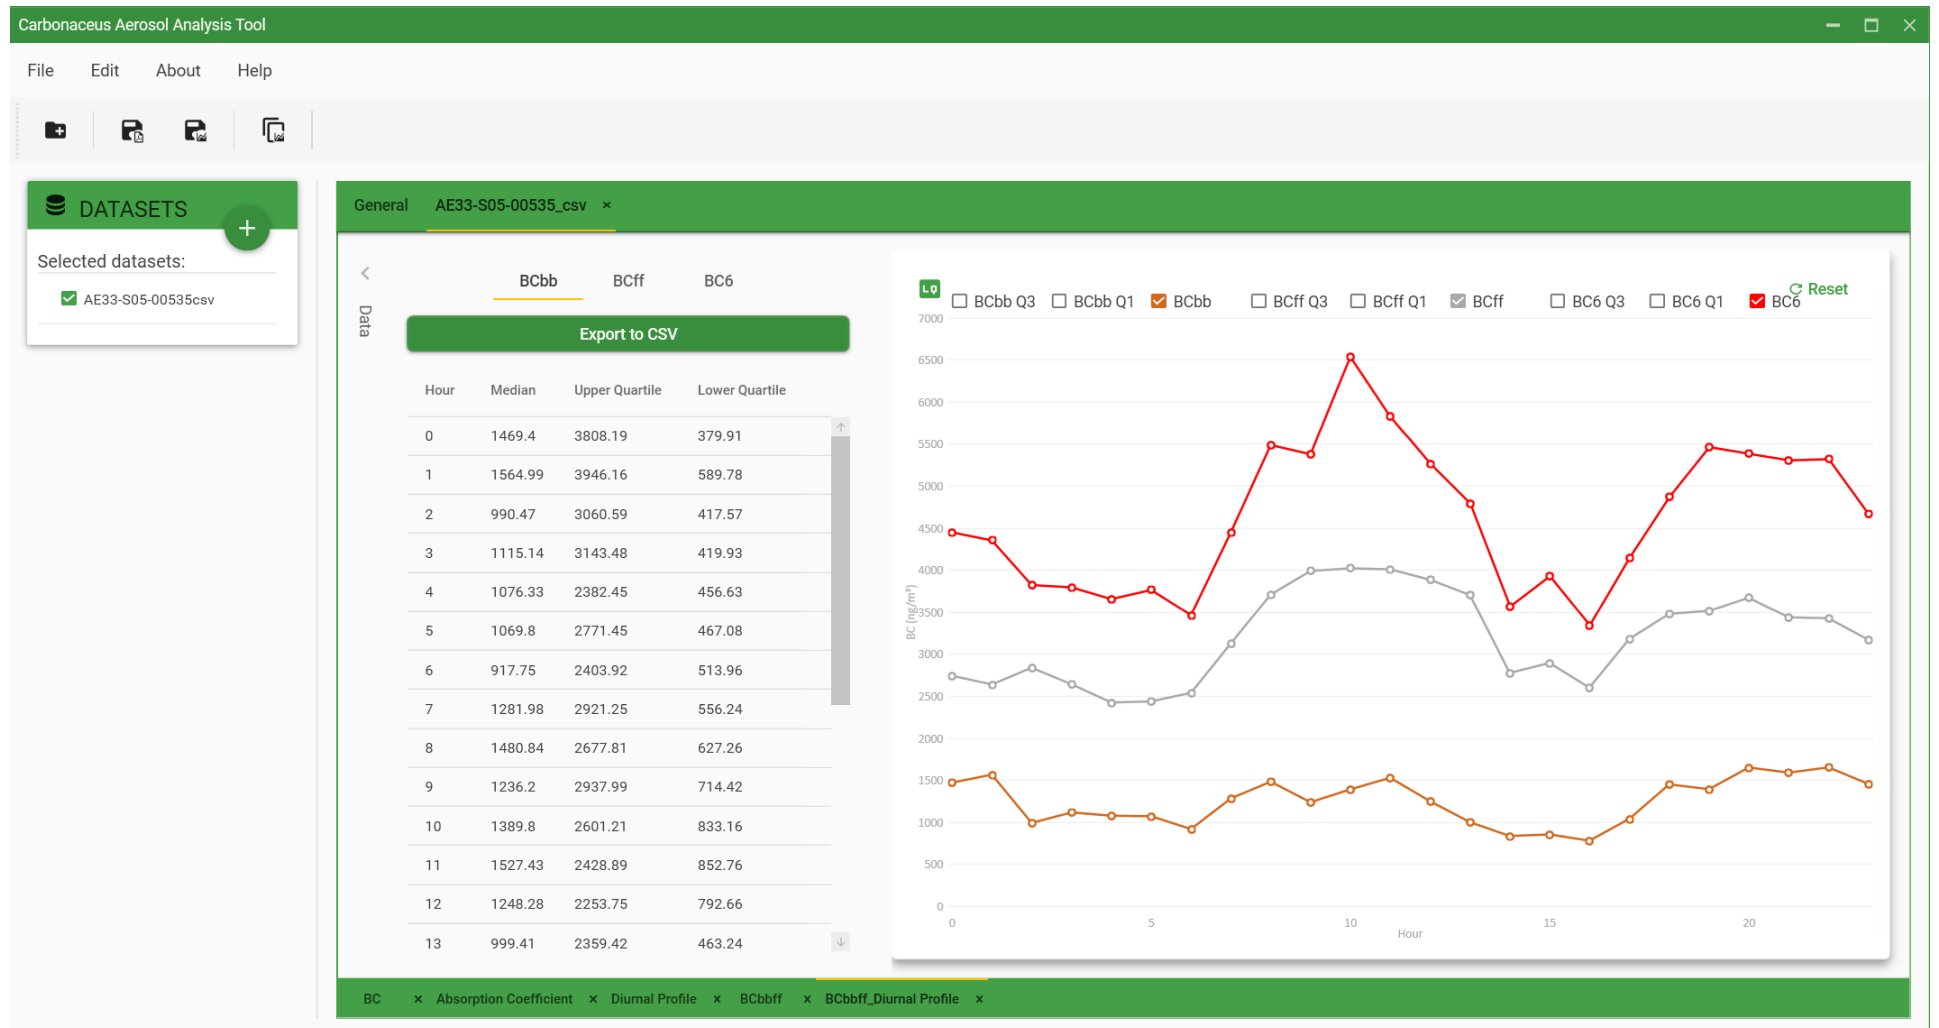 Carbonaceus Aerosol Analysis Tool
File Edit About Help
DATASETS
+
Selected datasets:
AE33-S05-00535csv
General AE33-S05-00535_csv ×
Data
BCbb BCff BC6
Export to CSV
Hour Median Upper Quartile Lower Quartile
0 1469.4 3808.19 379.91
1 1564.99 3946.16 589.78
2 990.47 3060.59 417.57
3 1115.14 3143.48 419.93
4 1076.33 2382.45 456.63
5 1069.8 2771.45 467.08
6 917.75 2403.92 513.96
7 1281.98 2921.25 556.24
8 1480.84 2677.81 627.26
9 1236.2 2937.99 714.42
10 1389.8 2601.21 833.16
11 1527.43 2428.89 852.76
12 1248.28 2253.75 792.66
13 999.41 2359.42 463.24
LQ
Reset
BCbb Q3 BCbb Q1 BCbb BCff Q3 BCff Q1 BCff BC6 Q3 BC6 Q1 BC6
7000
6500
6000
5500
5000
4500
4000
3500
3000
2500
2000
1500
1000
500
0
BC (ng/m³)
0 5 10 15 20
Hour
BC × Absorption Coefficient × Diurnal Profile × BCbbff × BCbbff_Diurnal Profile ×